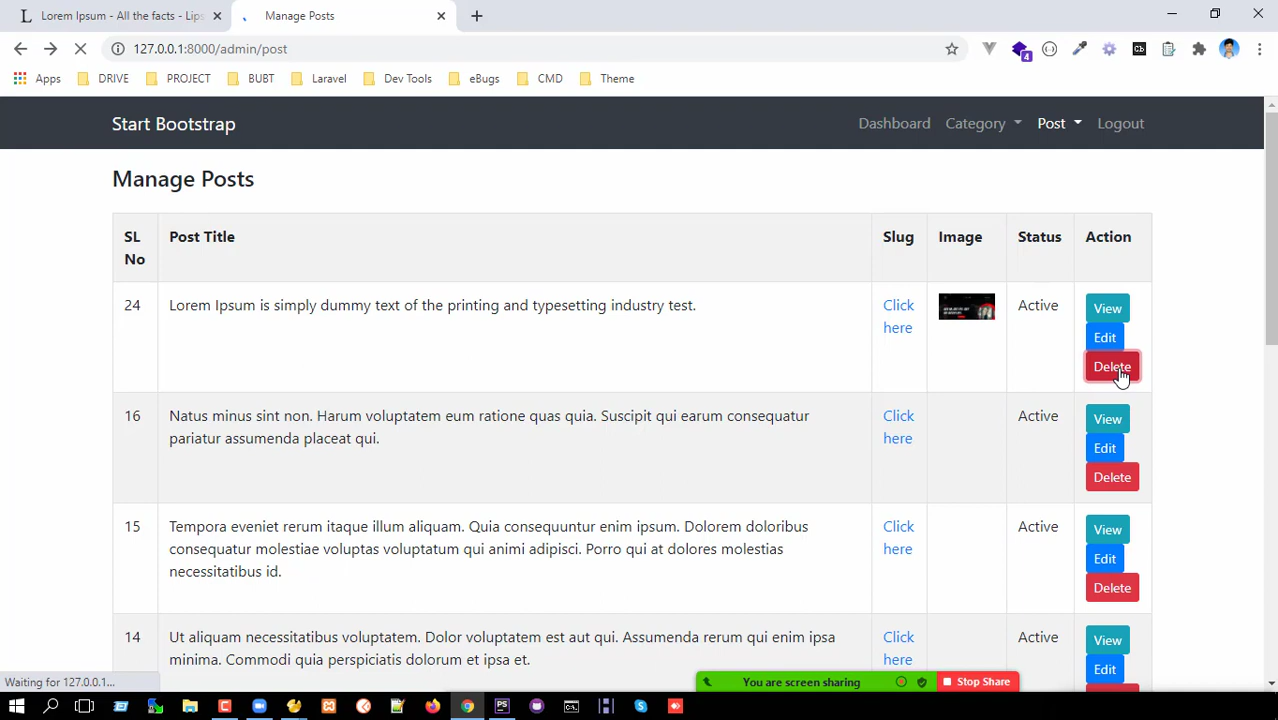 Lorem Ipsum - All the facts - Lips
Manage Posts
127.0.0.1:8000/admin/post
4
Cb
Apps
DRIVE
PROJECT
BUBT
Laravel
Dev Tools
eBugs
CMD
Theme
Start Bootstrap
Dashboard
Category
Post
Logout
Manage Posts
SL No
Post Title
Slug
Image
Status
Action
24
Lorem Ipsum is simply dummy text of the printing and typesetting industry test.
Click
here
Active
View
Edit
Delete
16
Natus minus sint non. Harum voluptatem eum ratione quas quia. Suscipit qui earum consequatur
pariatur assumenda placeat qui.
Click
here
Active
View
Edit
Delete
15
Tempora eveniet rerum itaque illum aliquam. Quia consequuntur enim ipsum. Dolorem doloribus
consequatur molestiae voluptas voluptatum qui animi adipisci. Porro qui at dolores molestias
necessitatibus id.
Click
here
Active
View
Edit
Delete
14
Ut aliquam necessitatibus voluptatem. Dolor voluptatem est aut qui. Assumenda rerum qui enim ipsa
minima. Commodi quia perspiciatis dolorum et ipsa et.
Click
here
Active
View
Edit
Waiting for 127.0.0.1...
You are screen sharing
Stop Share